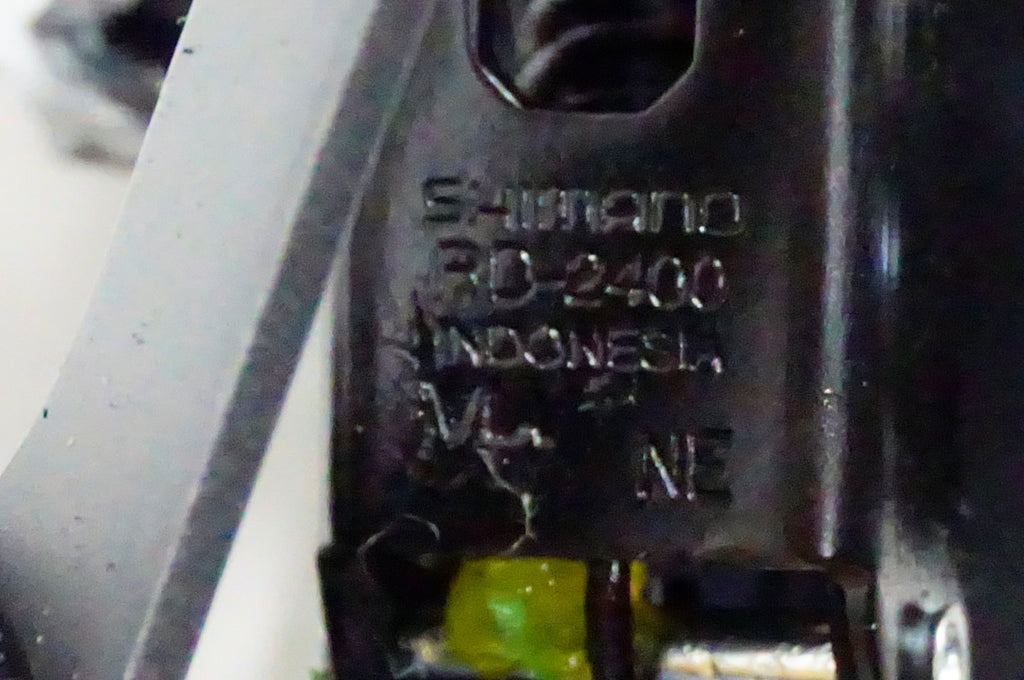 SHIMANO
RD-2400
INDONESIA
NE